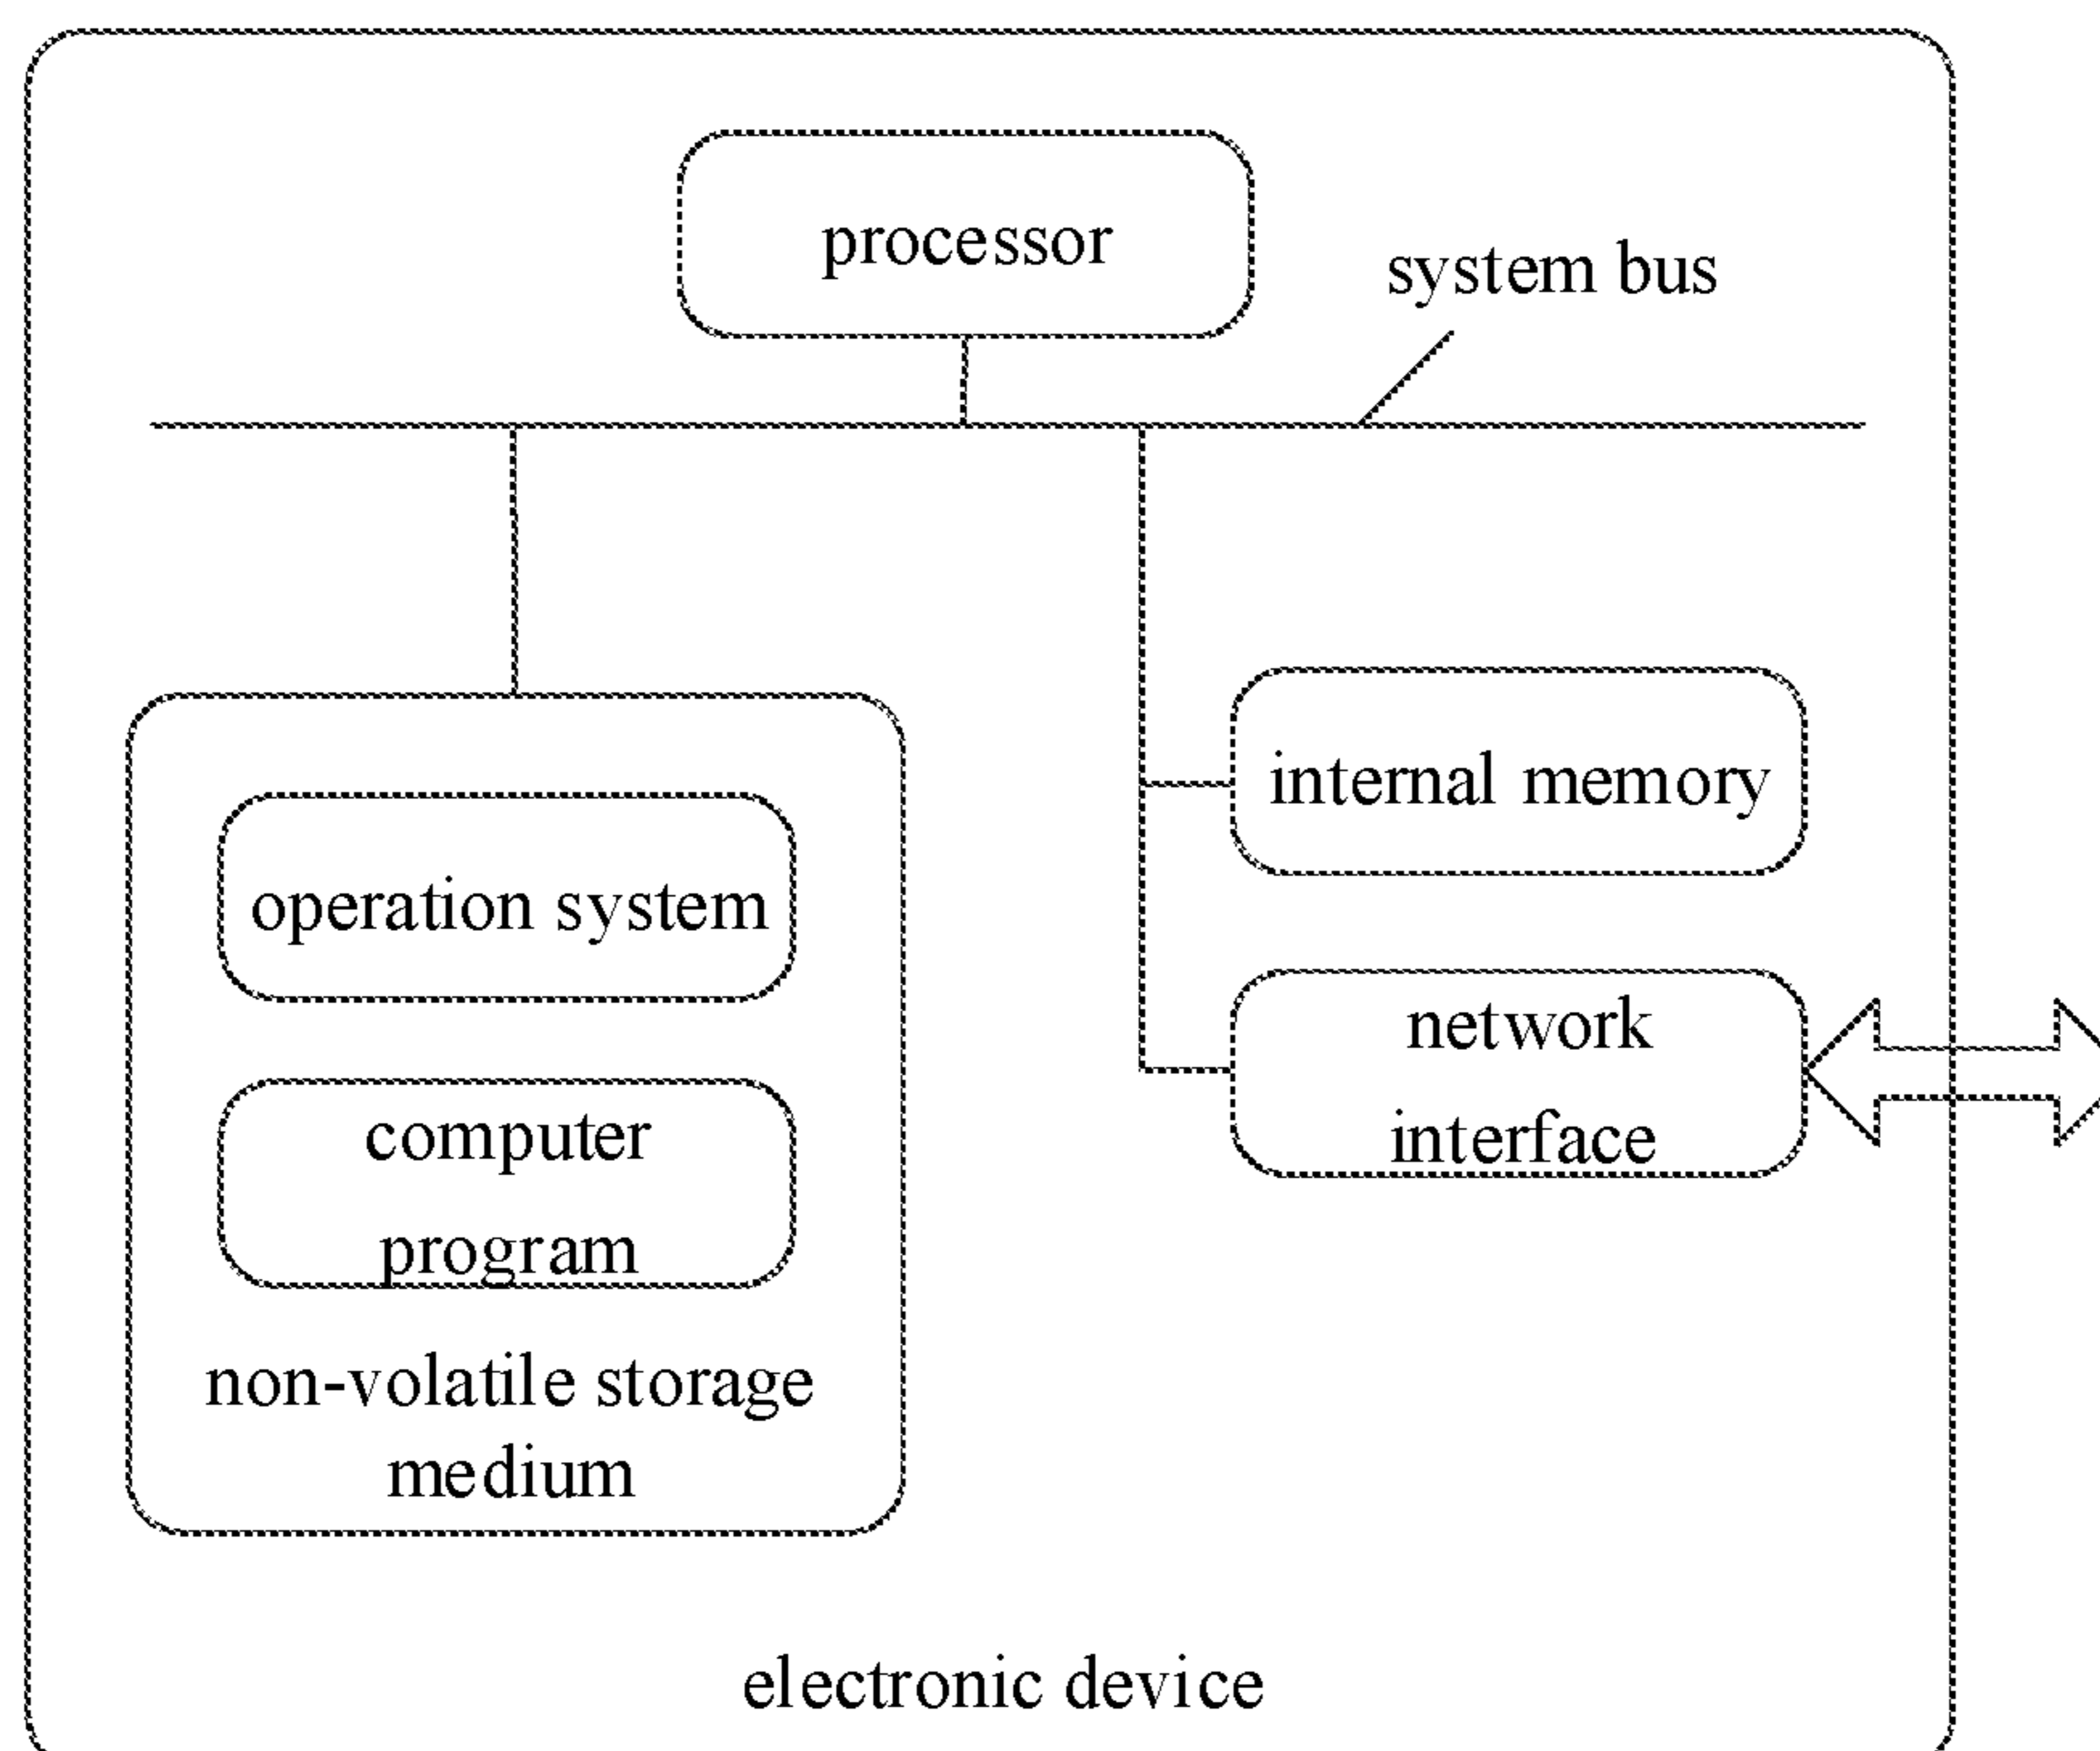 processor
system bus
internal memory
operation system
network
interface
computer
program
non-volatile storage
medium
electronic device